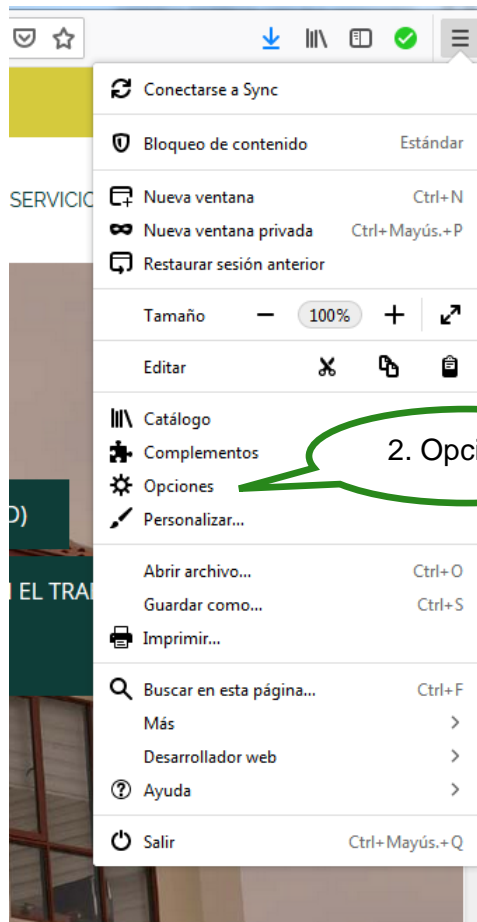 Conectarse a Sync
Bloqueo de contenido Estándar
SERVICIO
Nueva ventana Ctrl+N
Nueva ventana privada Ctrl+Mayús.+P
Restaurar sesión anterior
Tamaño − 100% +
Editar
Catálogo
Complementos
2. Opci
Opciones
D)
Personalizar...
Abrir archivo... Ctrl+O
EL TRA
Guardar como... Ctrl+S
Imprimir...
Buscar en esta página... Ctrl+F
Más >
Desarrollador web >
Ayuda >
Salir Ctrl+Mayús.+Q